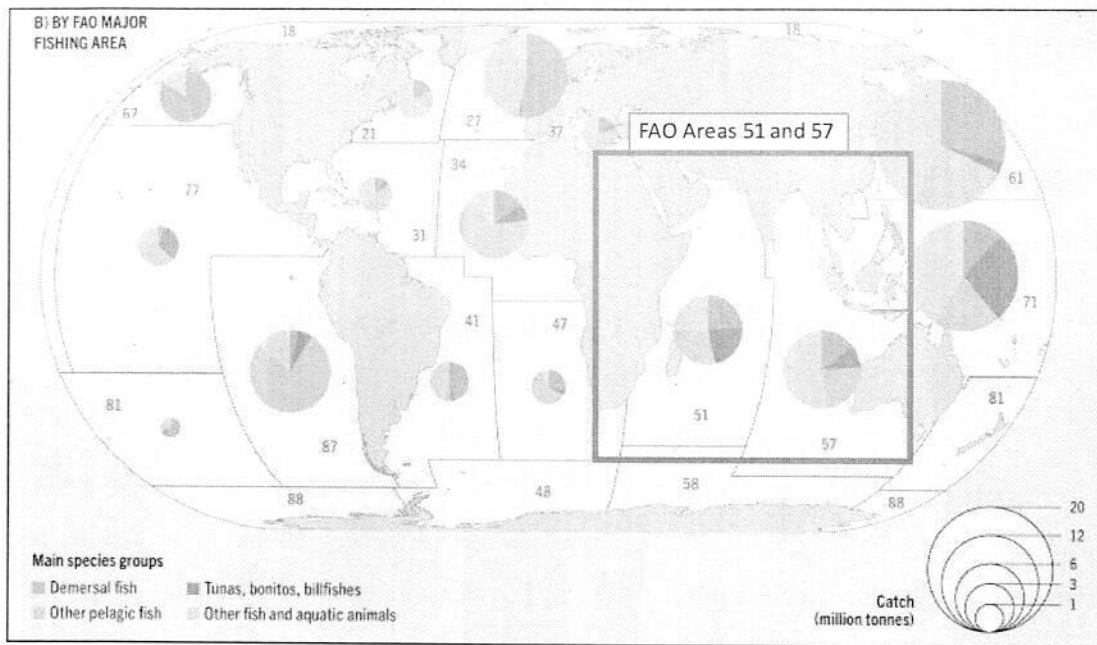 B) BY FAO MAJOR
FISHING AREA
18
18
67
21
27
37
FAO Areas 51 and 57
61
77
34
31
71
41
47
81
87
51
57
81
88
48
58
88
Main species groups
Demersal fish
Tunas, bonitos, billfishes
Other pelagic fish
Other fish and aquatic animals
Catch
(million tonnes)
20
12
6
3
1